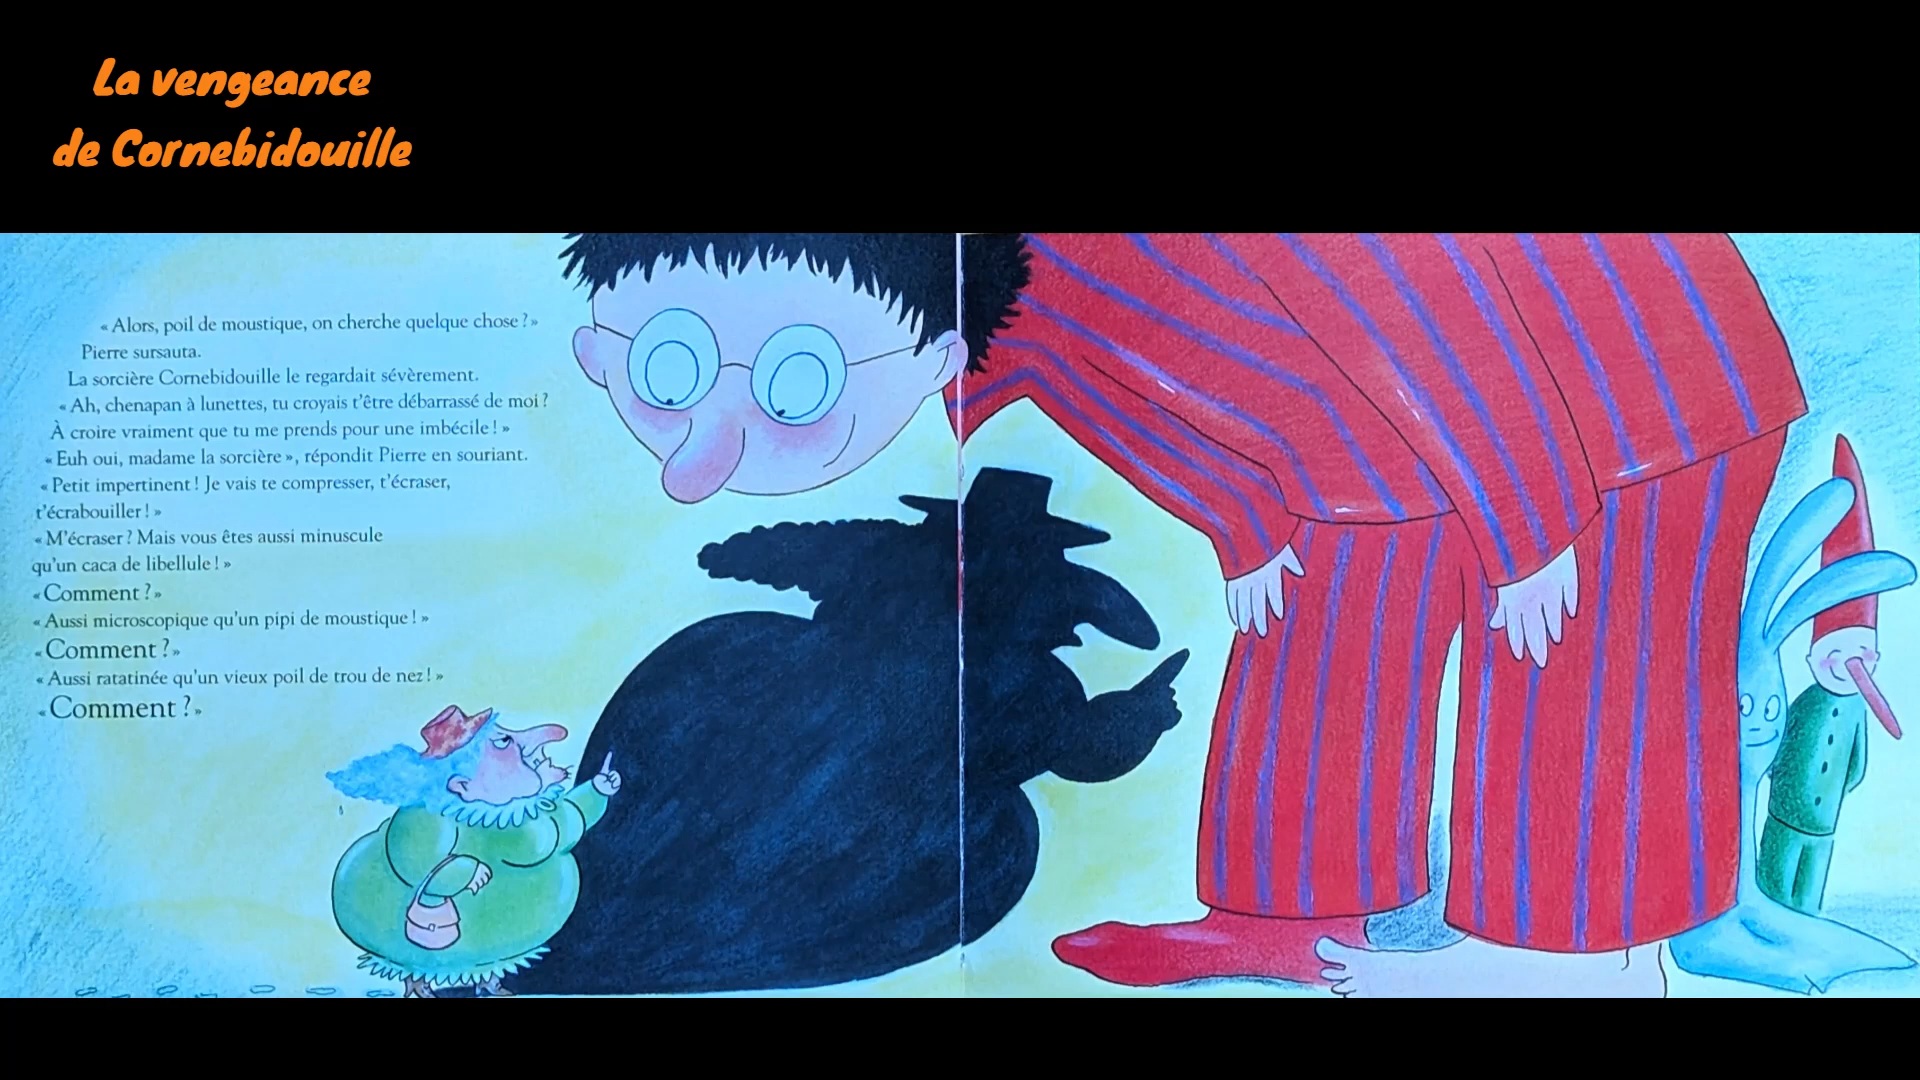 La vengeance
de Cornebidouille
« Alors, poil de moustique, on cherche quelque chose ? »
Pierre sursauta.
La sorcière Cornebidouille le regardait sévèrement.
« Ah, chenapan à lunettes, tu croyais t'être débarrassé de moi ?
À croire vraiment que tu me prends pour une imbécile ! »
« Euh oui, madame la sorcière », répondit Pierre en souriant.
« Petit impertinent ! Je vais te compresser, t'écraser,
t'écrabouiller ! »
« M'écraser ? Mais vous êtes aussi minuscule
qu'un caca de libellule ! »
« Comment ? »
« Aussi microscopique qu'un pipi de moustique ! »
« Comment ? »
« Aussi ratatinée qu'un vieux poil de trou de nez ! »
« Comment ? »